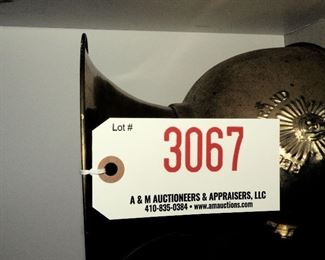 Lot #
3067
A & M AUCTIONEERS & APPRAISERS, LLC
410-835-0384 • www.amauctions.com